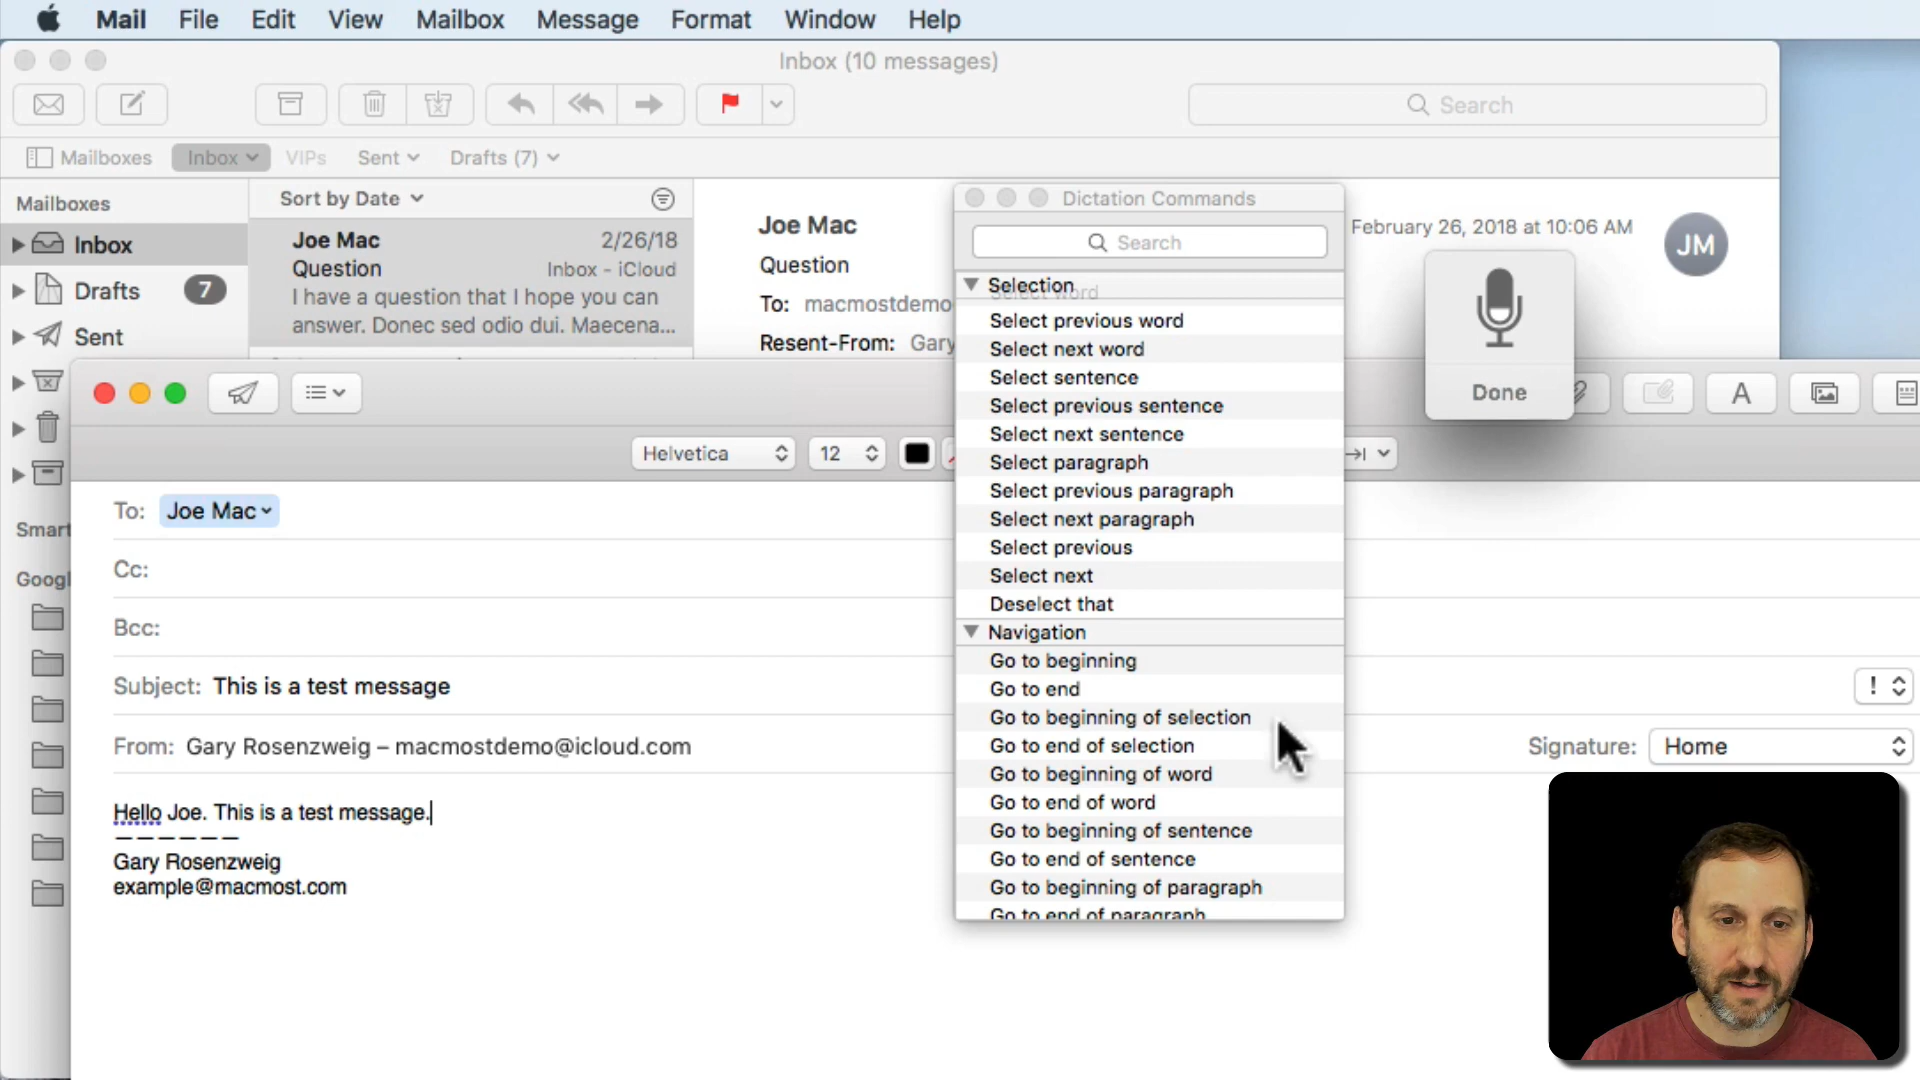 Mail File Edit View Mailbox Message Format Window Help
Inbox (10 messages)
Search
Mailboxes Inbox VIPs Sent Drafts (7)
Mailboxes
Inbox
Drafts 7
Sent
Smart
Googl
Sort by Date
Joe Mac 2/26/18
Question Inbox - iCloud
I have a question that I hope you can
answer. Donec sed odio dui. Maecena...
Joe Mac
Question
To: macmostdemo
Resent-From: Gary
February 26, 2018 at 10:06 AM
JM
Done
Dictation Commands
Search
Selection
Select word
Select previous word
Select next word
Select sentence
Select previous sentence
Select next sentence
Select paragraph
Select previous paragraph
Select next paragraph
Select previous
Select next
Deselect that
Navigation
Go to beginning
Go to end
Go to beginning of selection
Go to end of selection
Go to beginning of word
Go to end of word
Go to beginning of sentence
Go to end of sentence
Go to beginning of paragraph
Go to end of paragraph
A
Helvetica 12
To: Joe Mac
Cc:
Bcc:
Subject: This is a test message
!
From: Gary Rosenzweig – macmostdemo@icloud.com
Signature: Home
Hello Joe. This is a test message.
——————
Gary Rosenzweig
example@macmost.com